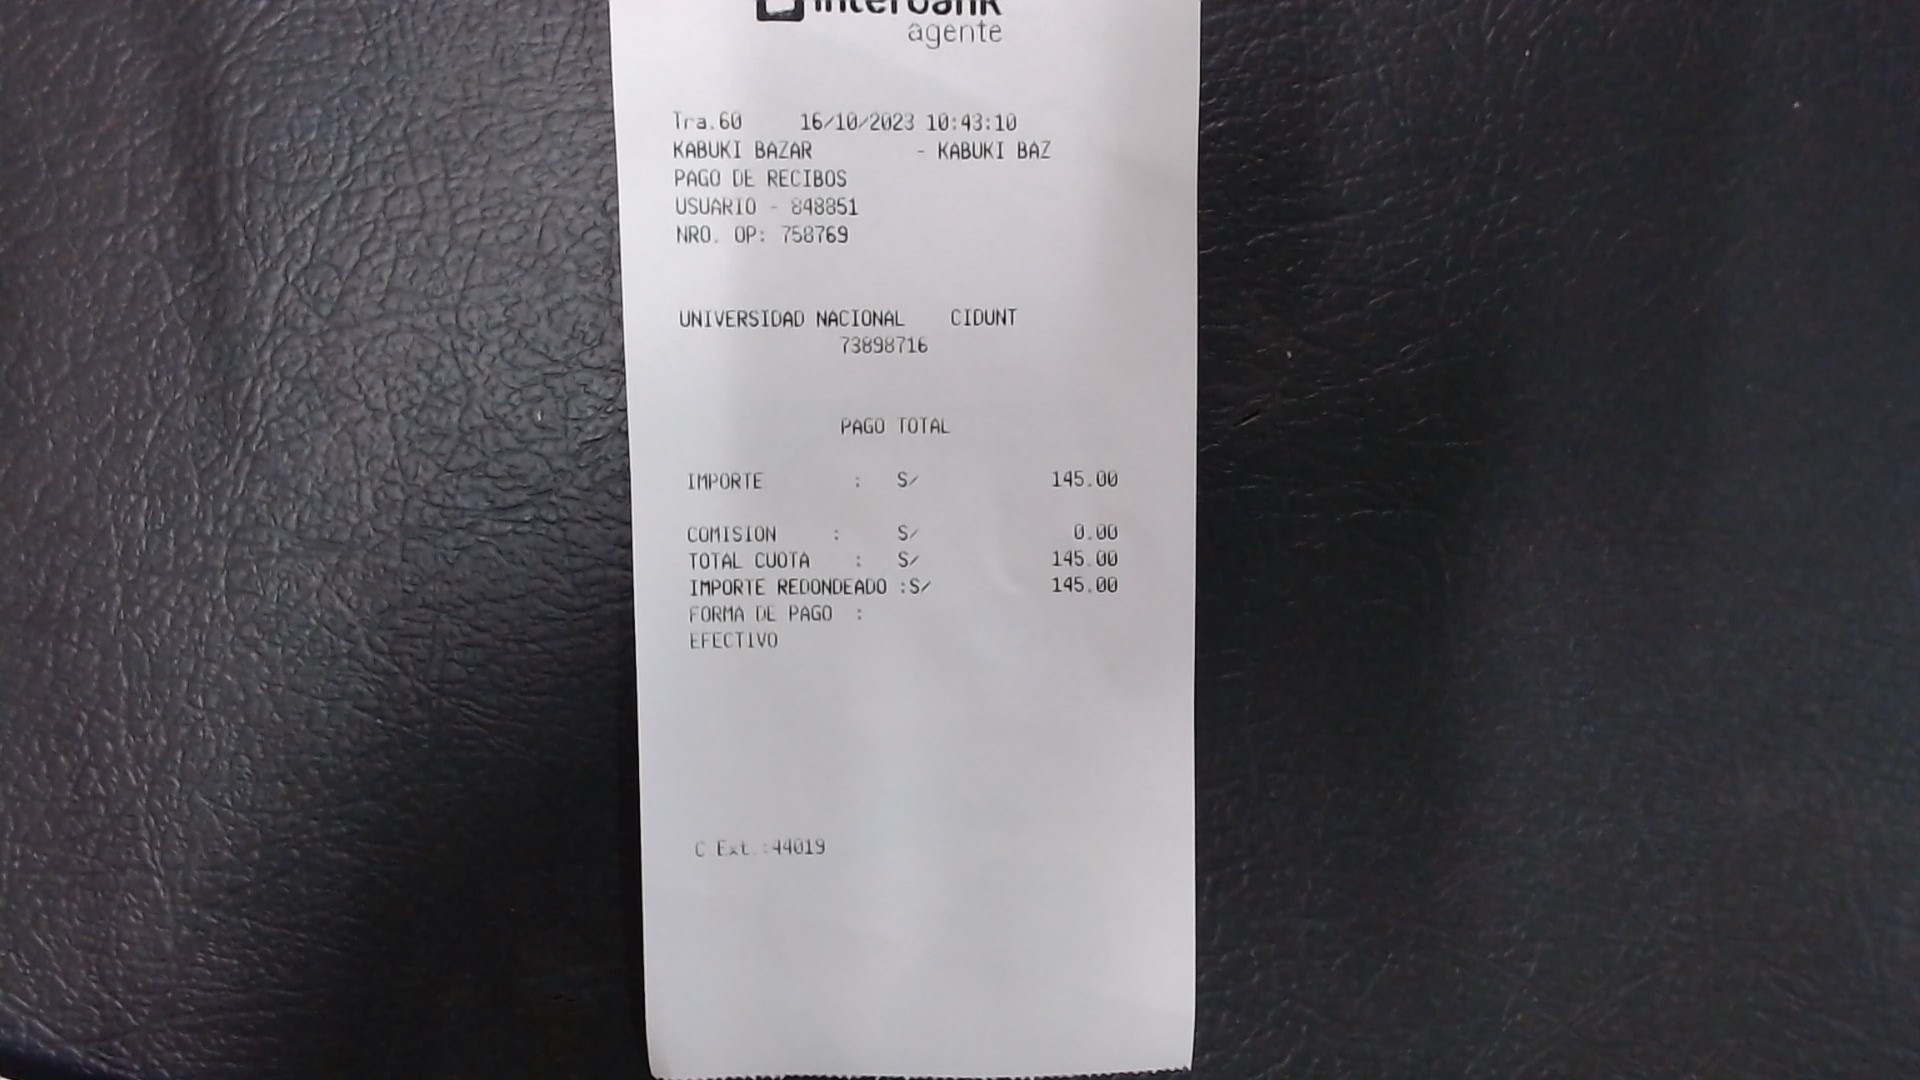 interbank
agente
Tra.60 16/10/2023 10:43:10
KABUKI BAZAR - KABUKI BAZ
PAGO DE RECIBOS
USUARIO - 848851
NRO. OP: 758769
UNIVERSIDAD NACIONAL CIDUNT
73898716
PAGO TOTAL
IMPORTE : S/ 145.00
COMISION : S/ 0.00
TOTAL CUOTA : S/ 145.00
IMPORTE REDONDEADO :S/ 145.00
FORMA DE PAGO :
EFECTIVO
C Ext.:44019